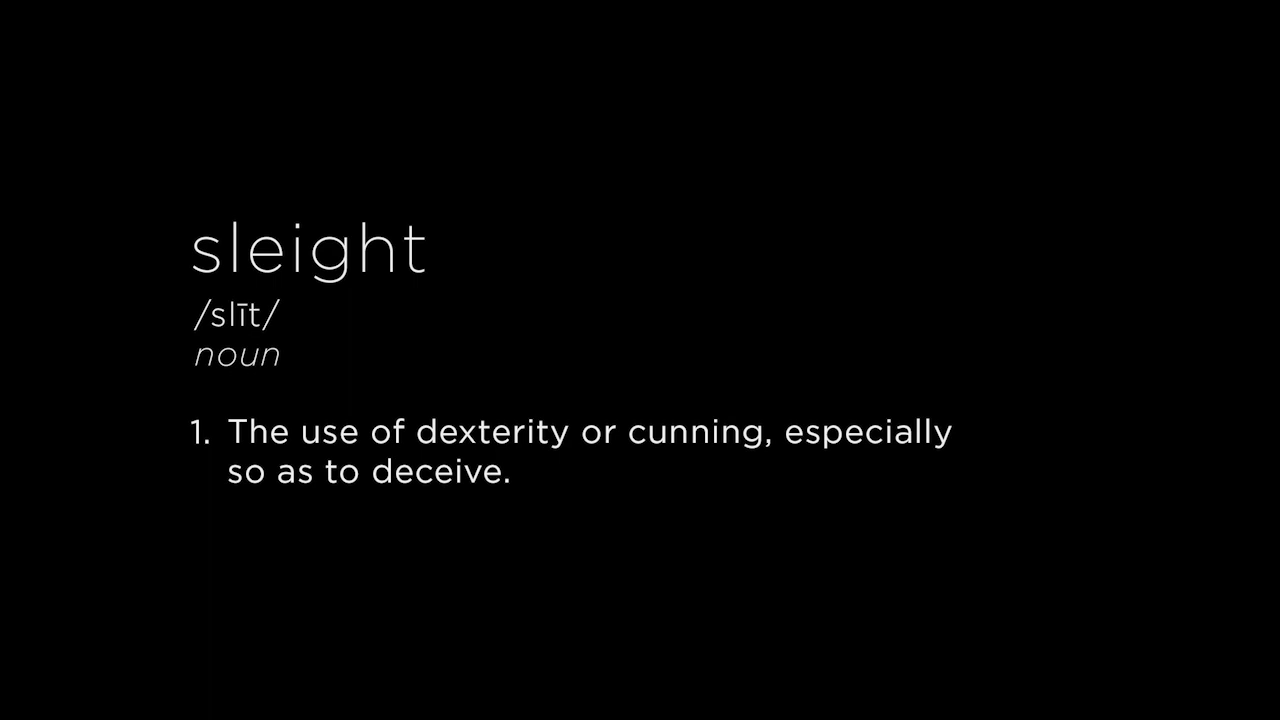 sleight
/slīt/
noun
1. The use of dexterity or cunning, especially
so as to deceive.